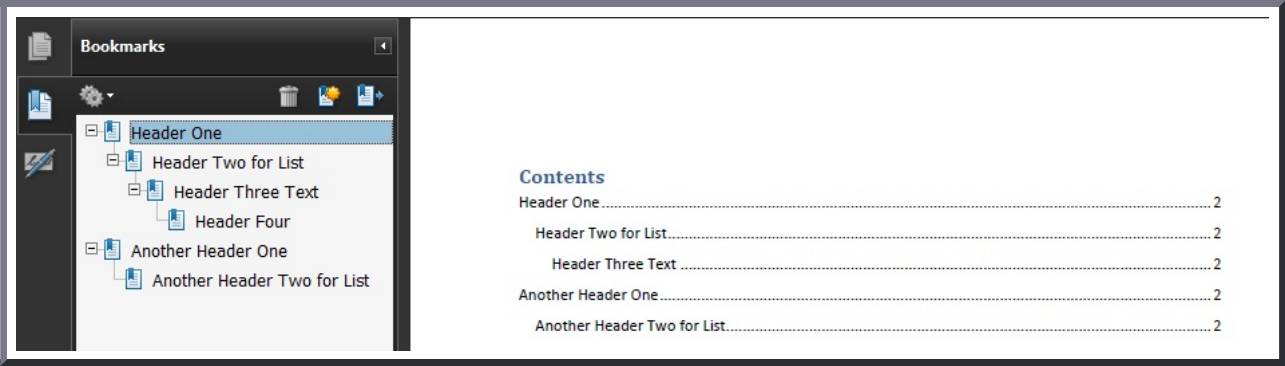 Bookmarks
Header One
Header Two for List
Header Three Text
Header Four
Another Header One
Another Header Two for List
Contents
Header One 2
Header Two for List 2
Header Three Text 2
Another Header One 2
Another Header Two for List 2